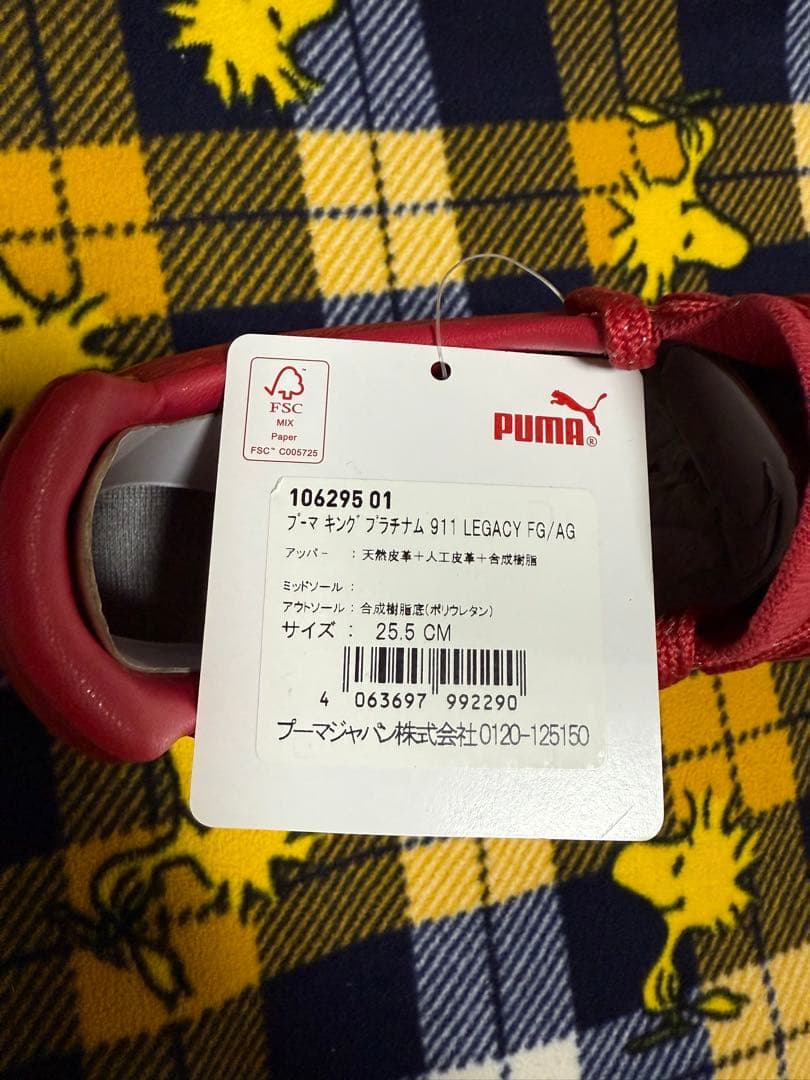 FSC
MIX
Paper
FSC™ C005725
PUMA®
106295 01
プーマ キング プラチナム 911 LEGACY FG/AG
アッパー : 天然皮革+人工皮革+合成樹脂
ミッドソール :
アウトソール : 合成樹脂底(ポリウレタン)
サイズ : 25.5 CM
4 063697 992290
プーマジャパン株式会社0120-125150